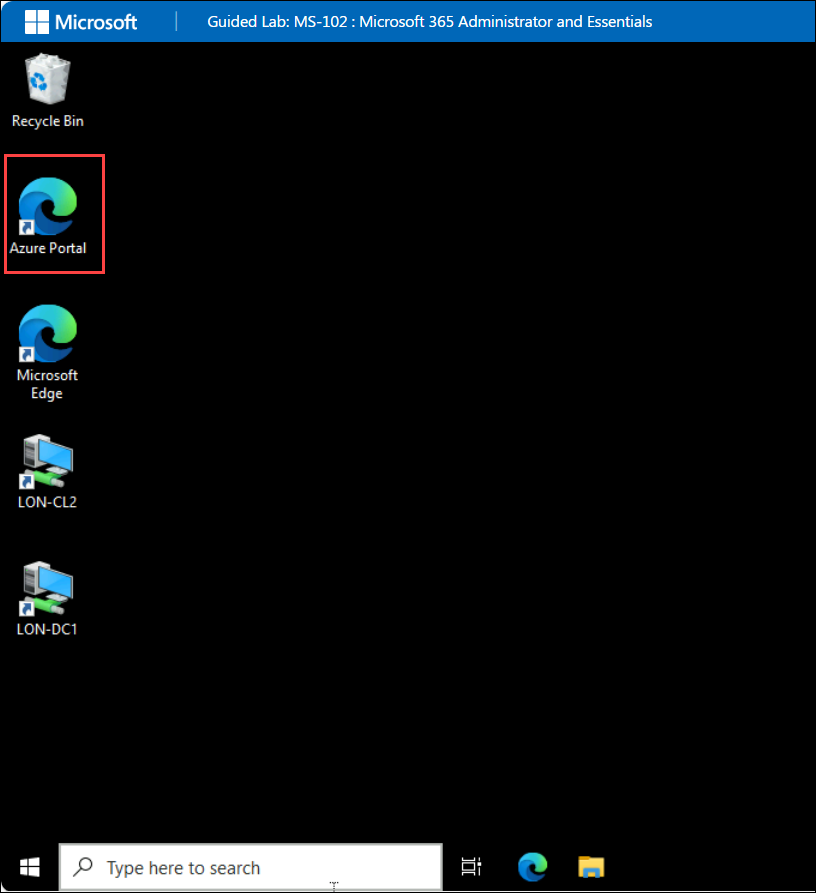 Microsoft | Guided Lab: MS-102 : Microsoft 365 Administrator and Essentials
Recycle Bin
Azure Portal
Microsoft
Edge
LON-CL2
LON-DC1
Type here to search